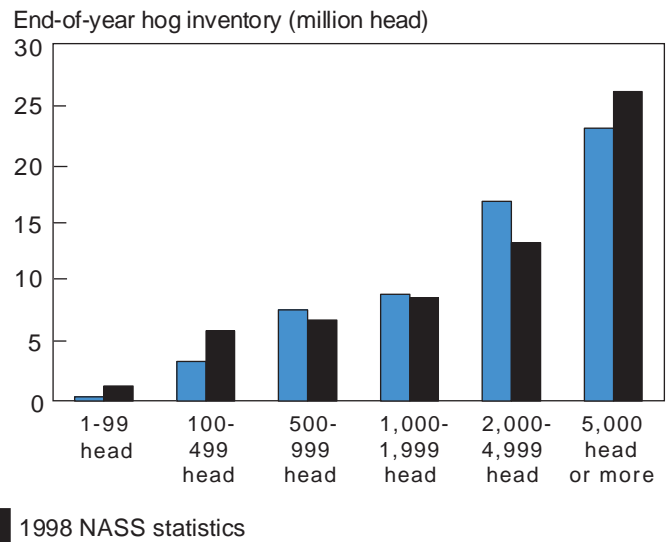 End-of-year hog inventory (million head)
30
25
20
15
10
5
0
1-99 100- 500- 1,000- 2,000- 5,000
head 499 999 1,999 4,999 head
head head head head or more
1998 NASS statistics